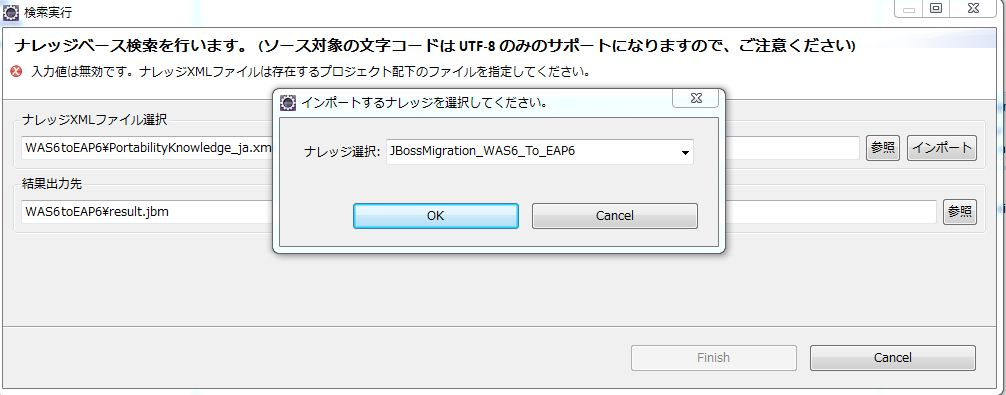 検索実行
ナレッジベース検索を行います。 (ソース対象の文字コードは UTF-8 のみのサポートになりますので、ご注意ください)
入力値は無効です。ナレッジXMLファイルは存在するプロジェクト配下のファイルを指定してください。
インポートするナレッジを選択してください。
ナレッジ選択: JBossMigration_WAS6_To_EAP6
OK Cancel
ナレッジXMLファイル選択
WAS6toEAP6¥PortabilityKnowledge_ja.xm 参照 インポート
結果出力先
WAS6toEAP6¥result.jbm 参照
Finish Cancel